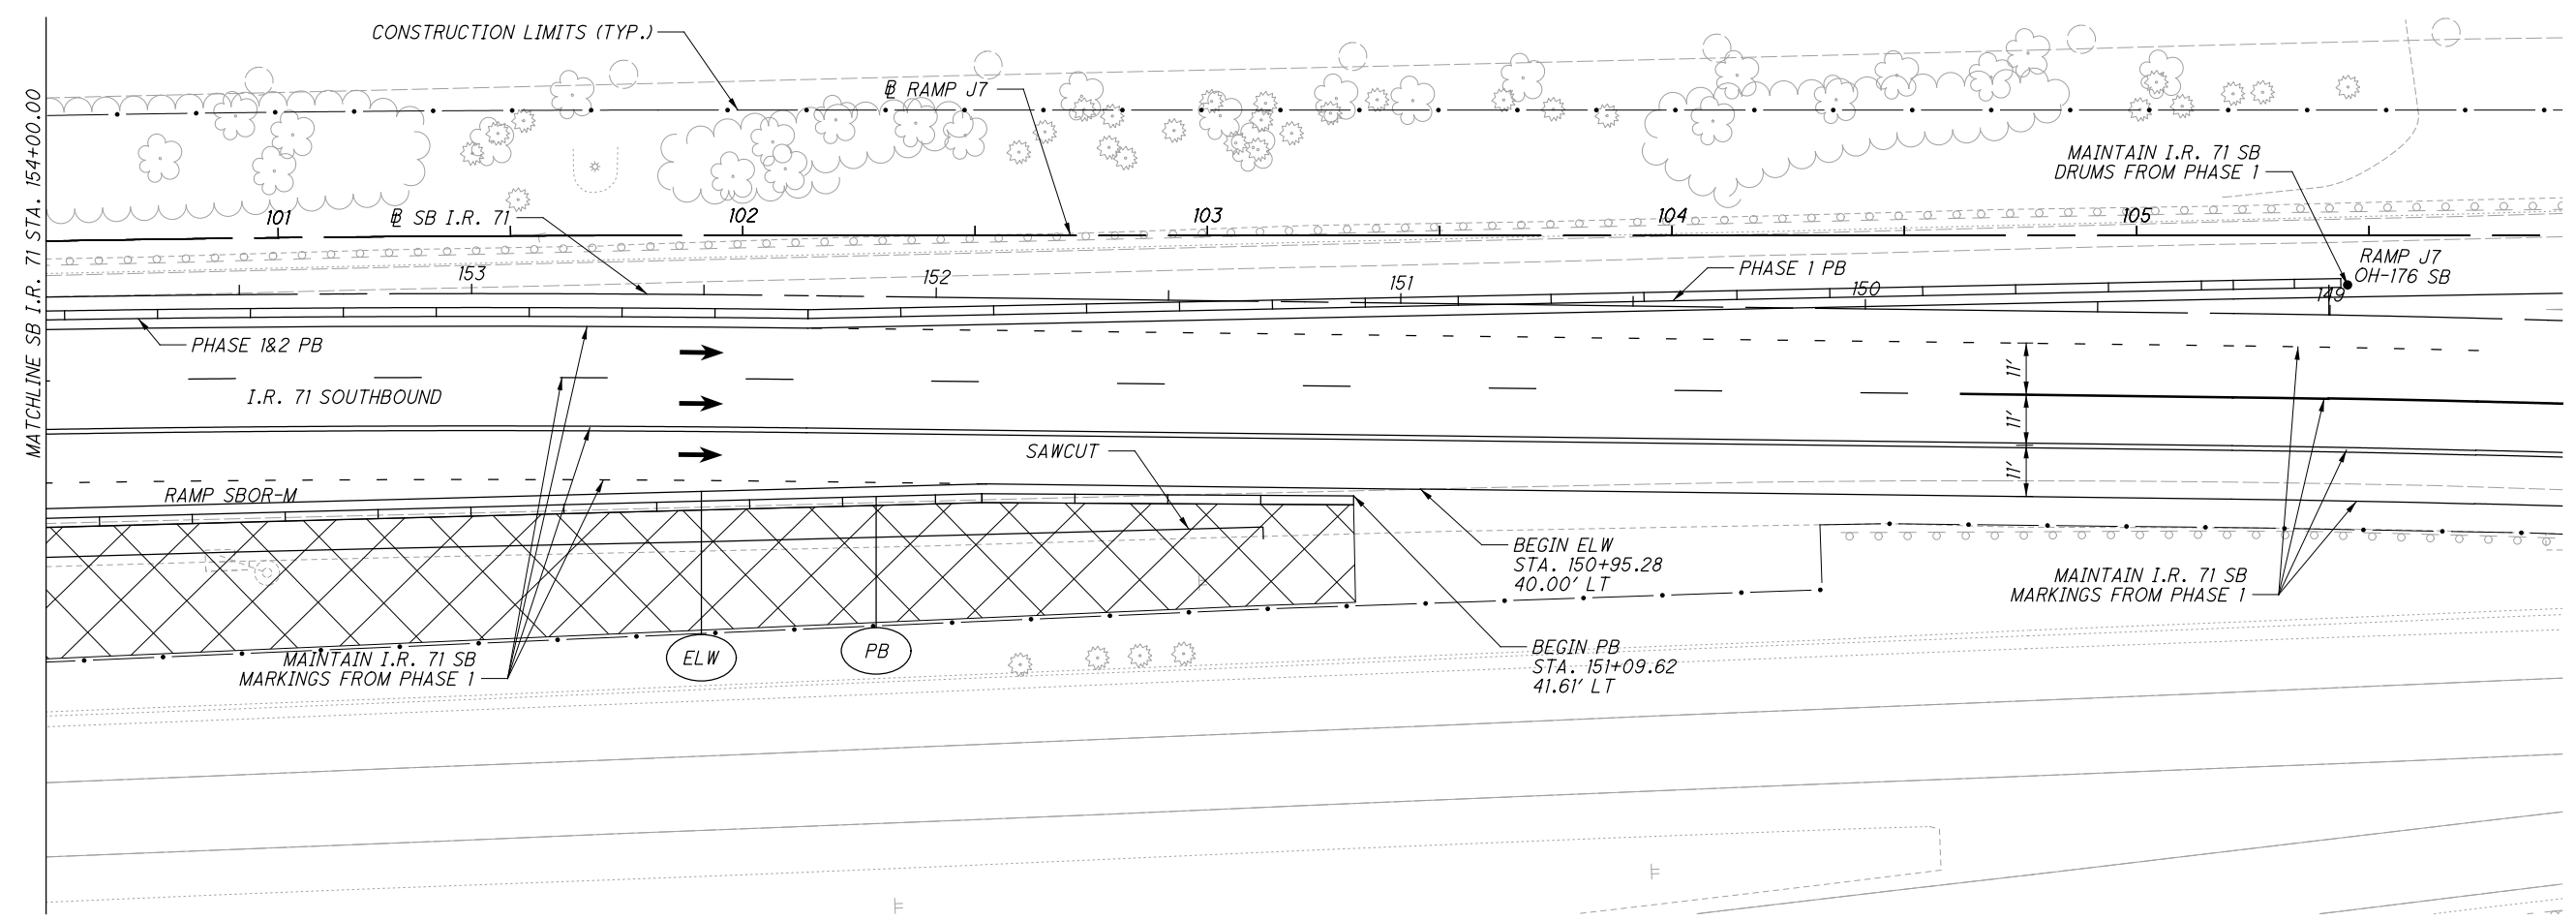 CONSTRUCTION LIMITS (TYP.)
MATCHLINE SB I.R. 71 STA. 154+00.00
℄ RAMP J7
MAINTAIN I.R. 71 SB
DRUMS FROM PHASE 1
101
℄ SB I.R. 71
102
103
104
105
RAMP J7
OH-176 SB
153
152
151
150
149
PHASE 1 PB
PHASE 1&2 PB
I.R. 71 SOUTHBOUND
11'
11'
11'
SAWCUT
RAMP SBOR-M
BEGIN ELW
STA. 150+95.28
40.00' LT
MAINTAIN I.R. 71 SB
MARKINGS FROM PHASE 1
MAINTAIN I.R. 71 SB
MARKINGS FROM PHASE 1
ELW
PB
BEGIN PB
STA. 151+09.62
41.61' LT